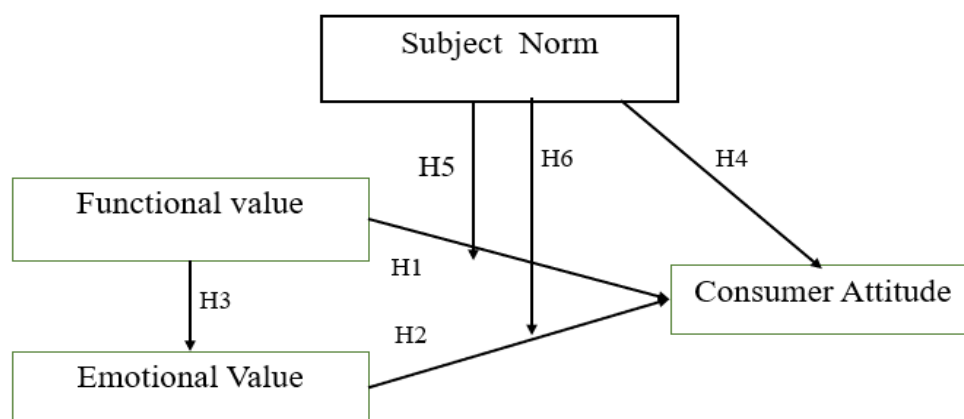 Subject Norm
H5
H6
H4
Functional value
H1
Consumer Attitude
H3
H2
Emotional Value